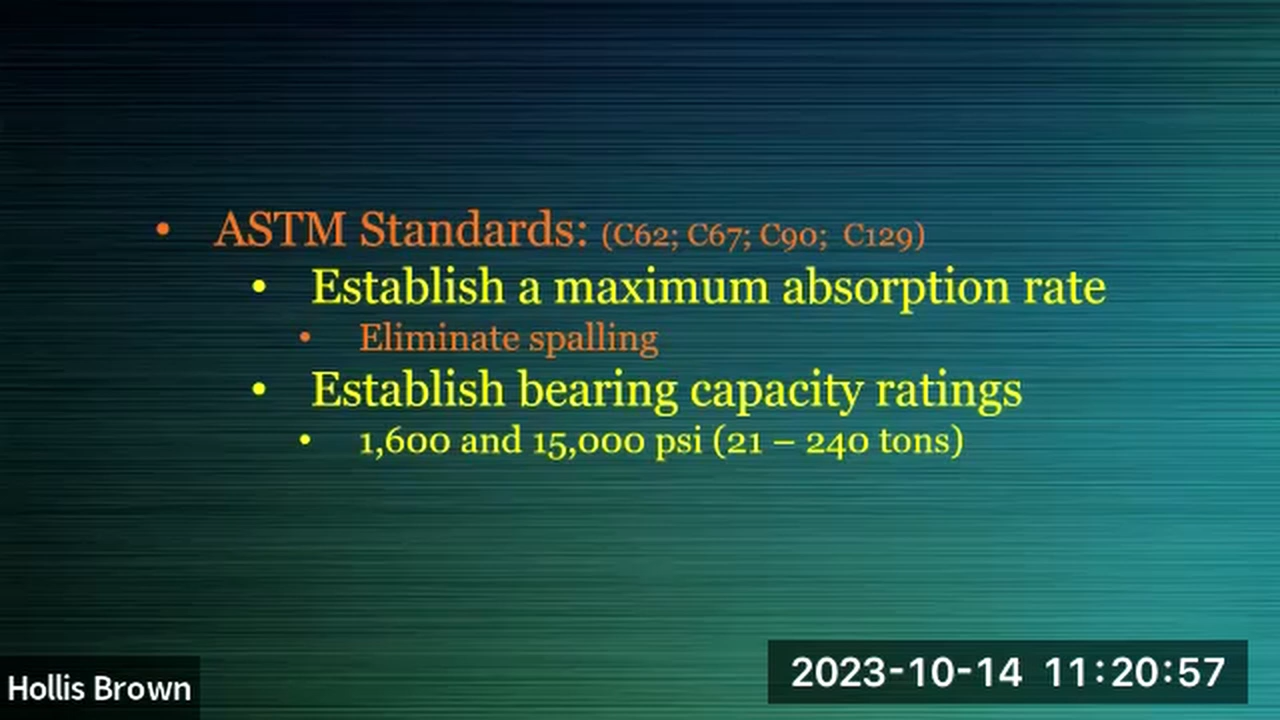 • ASTM Standards: (C62; C67; C90; C129)
• Establish a maximum absorption rate
• Eliminate spalling
• Establish bearing capacity ratings
• 1,600 and 15,000 psi (21 – 240 tons)
Hollis Brown
2023-10-14 11:20:57